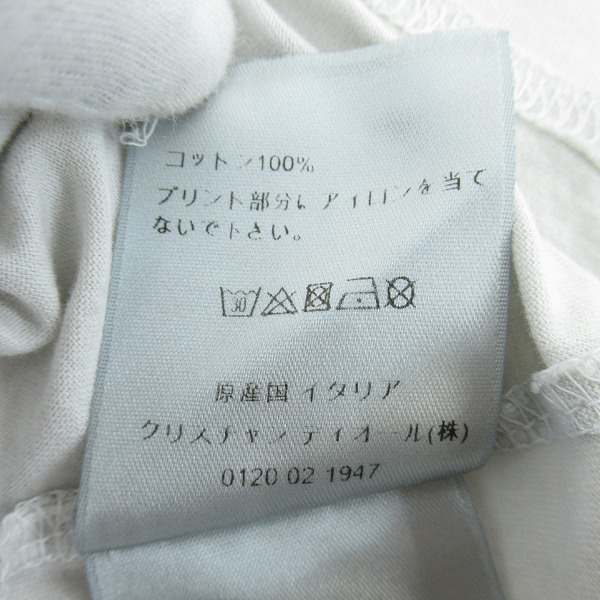 コットン100%
プリント部分にアイロンを当て
ないで下さい。
30
原産国 イタリア
クリスチャン ディオール(株)
0120 02 1947